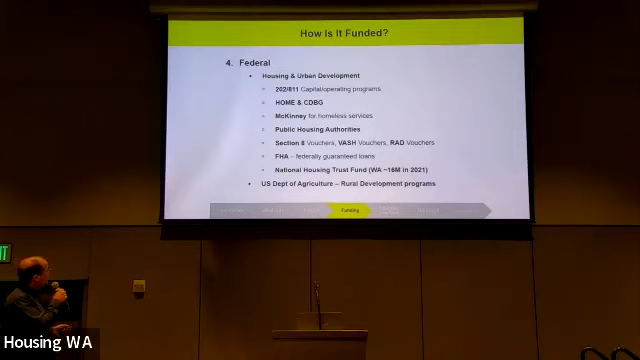 How Is It Funded?
4. Federal
• Housing & Urban Development
○ 202/811 Capital/operating programs
○ HOME & CDBG
○ McKinney for homeless services
○ Public Housing Authorities
○ Section 8 Vouchers, VASH Vouchers, RAD Vouchers
○ FHA – federally guaranteed loans
○ National Housing Trust Fund (WA ~16M in 2021)
• US Dept of Agriculture – Rural Development programs
Funding
IT
Housing WA